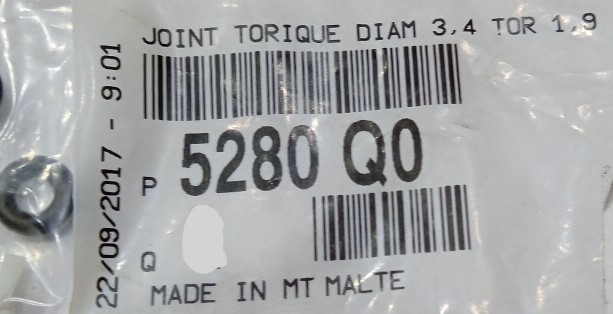 JOINT TORIQUE DIAM 3,4 TOR 1,9
P 5280 Q0
Q
MADE IN MT MALTE
22/09/2017 - 9:01